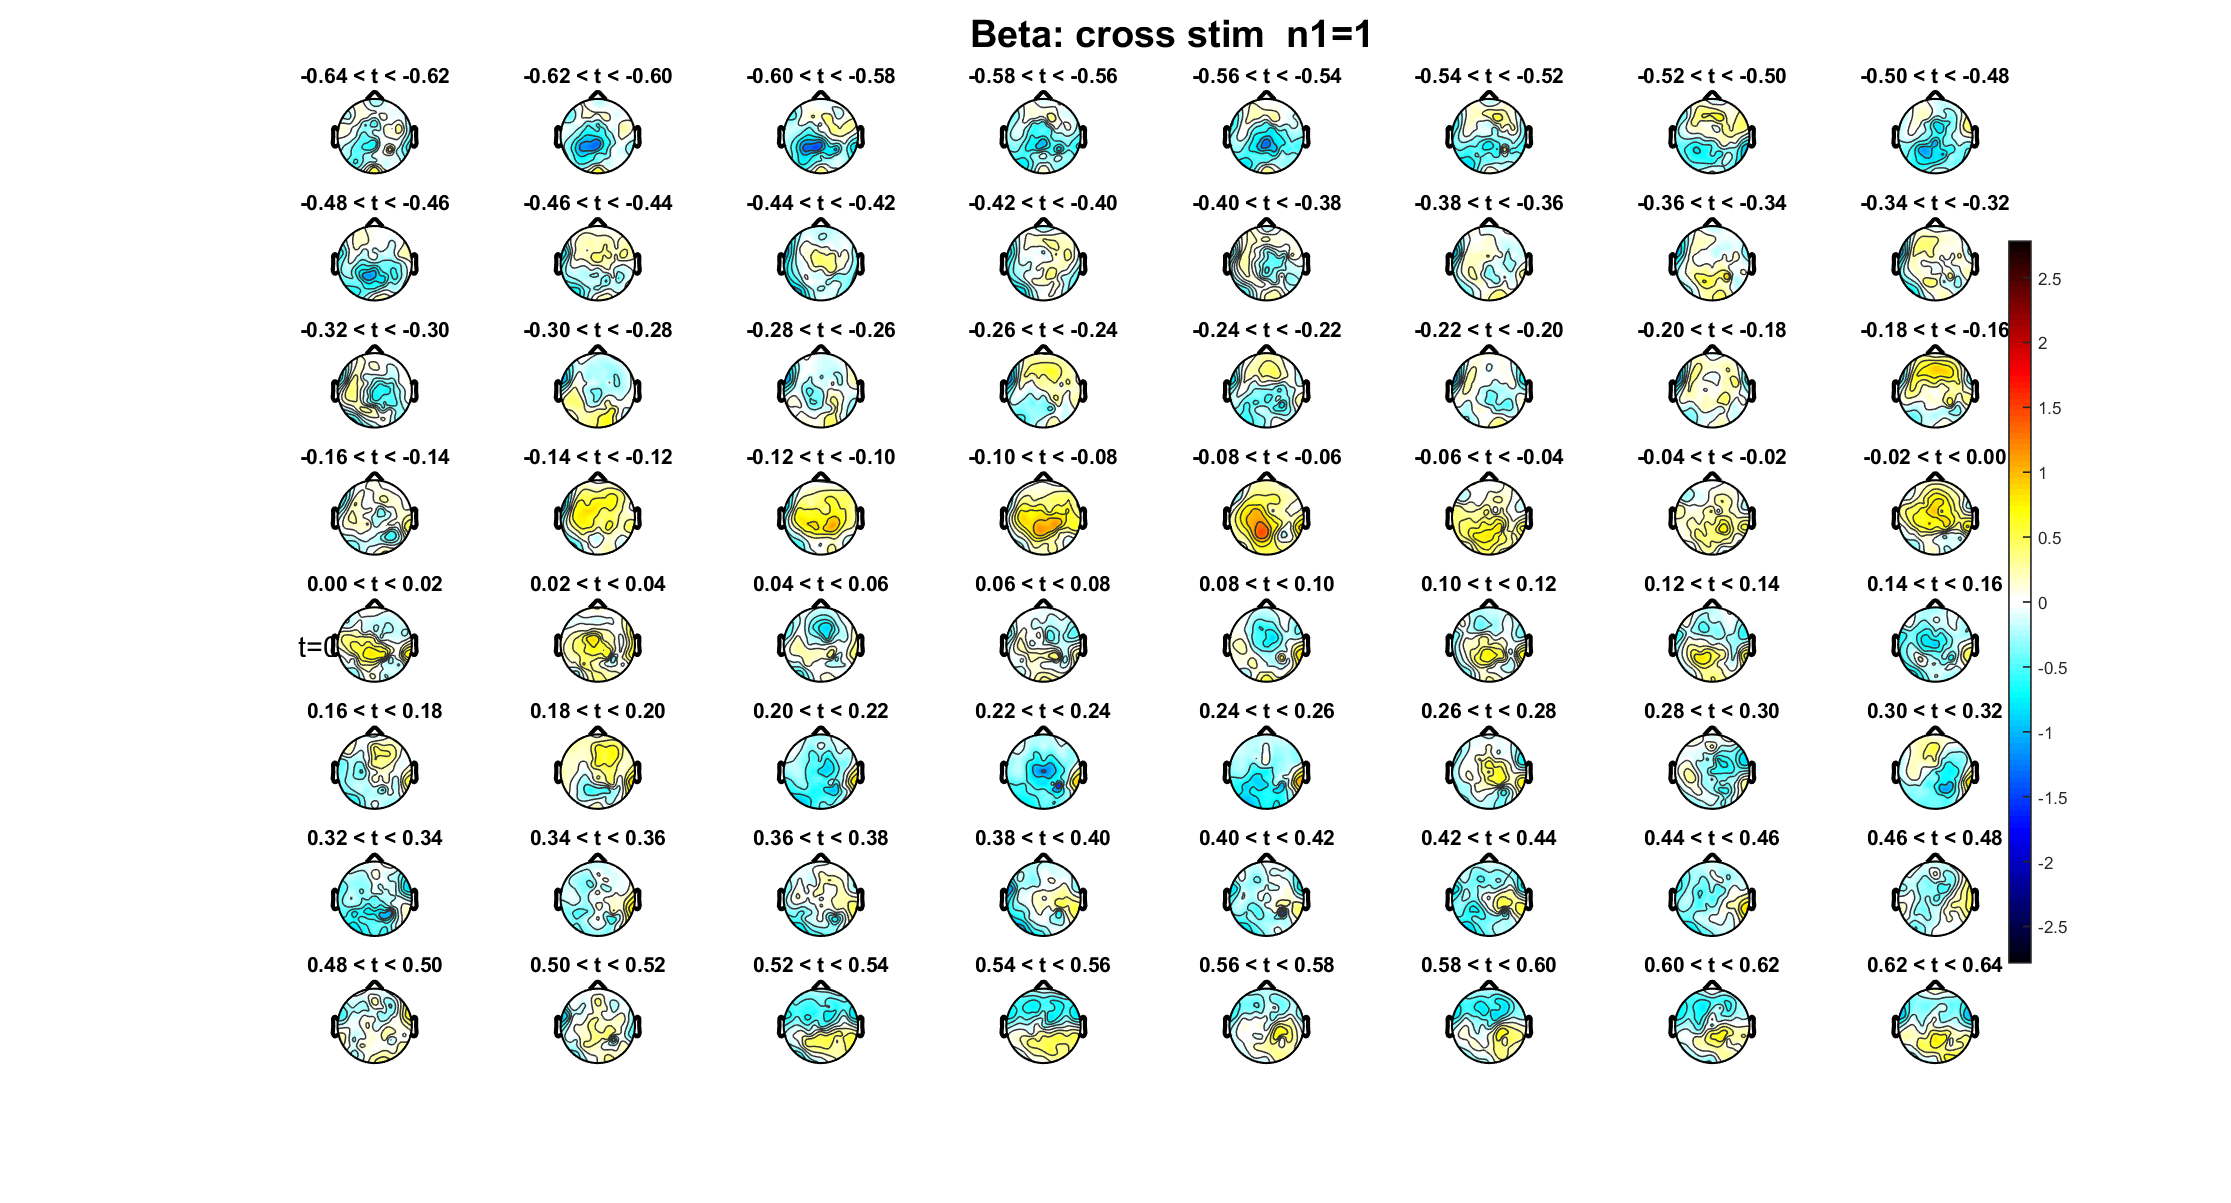 Beta: cross stim  n1=1
-0.64 < t < -0.62 -0.62 < t < -0.60 -0.60 < t < -0.58 -0.58 < t < -0.56 -0.56 < t < -0.54 -0.54 < t < -0.52 -0.52 < t < -0.50 -0.50 < t < -0.48
-0.48 < t < -0.46 -0.46 < t < -0.44 -0.44 < t < -0.42 -0.42 < t < -0.40 -0.40 < t < -0.38 -0.38 < t < -0.36 -0.36 < t < -0.34 -0.34 < t < -0.32
2.5
-0.32 < t < -0.30 -0.30 < t < -0.28 -0.28 < t < -0.26 -0.26 < t < -0.24 -0.24 < t < -0.22 -0.22 < t < -0.20 -0.20 < t < -0.18 -0.18 < t < -0.16
2
1.5
-0.16 < t < -0.14 -0.14 < t < -0.12 -0.12 < t < -0.10 -0.10 < t < -0.08 -0.08 < t < -0.06 -0.06 < t < -0.04 -0.04 < t < -0.02 -0.02 < t < 0.00
1
0.5
0.00 < t < 0.02 0.02 < t < 0.04 0.04 < t < 0.06 0.06 < t < 0.08 0.08 < t < 0.10 0.10 < t < 0.12 0.12 < t < 0.14 0.14 < t < 0.16
0
t=0
-0.5
0.16 < t < 0.18 0.18 < t < 0.20 0.20 < t < 0.22 0.22 < t < 0.24 0.24 < t < 0.26 0.26 < t < 0.28 0.28 < t < 0.30 0.30 < t < 0.32
-1
-1.5
0.32 < t < 0.34 0.34 < t < 0.36 0.36 < t < 0.38 0.38 < t < 0.40 0.40 < t < 0.42 0.42 < t < 0.44 0.44 < t < 0.46 0.46 < t < 0.48
-2
-2.5
0.48 < t < 0.50 0.50 < t < 0.52 0.52 < t < 0.54 0.54 < t < 0.56 0.56 < t < 0.58 0.58 < t < 0.60 0.60 < t < 0.62 0.62 < t < 0.64